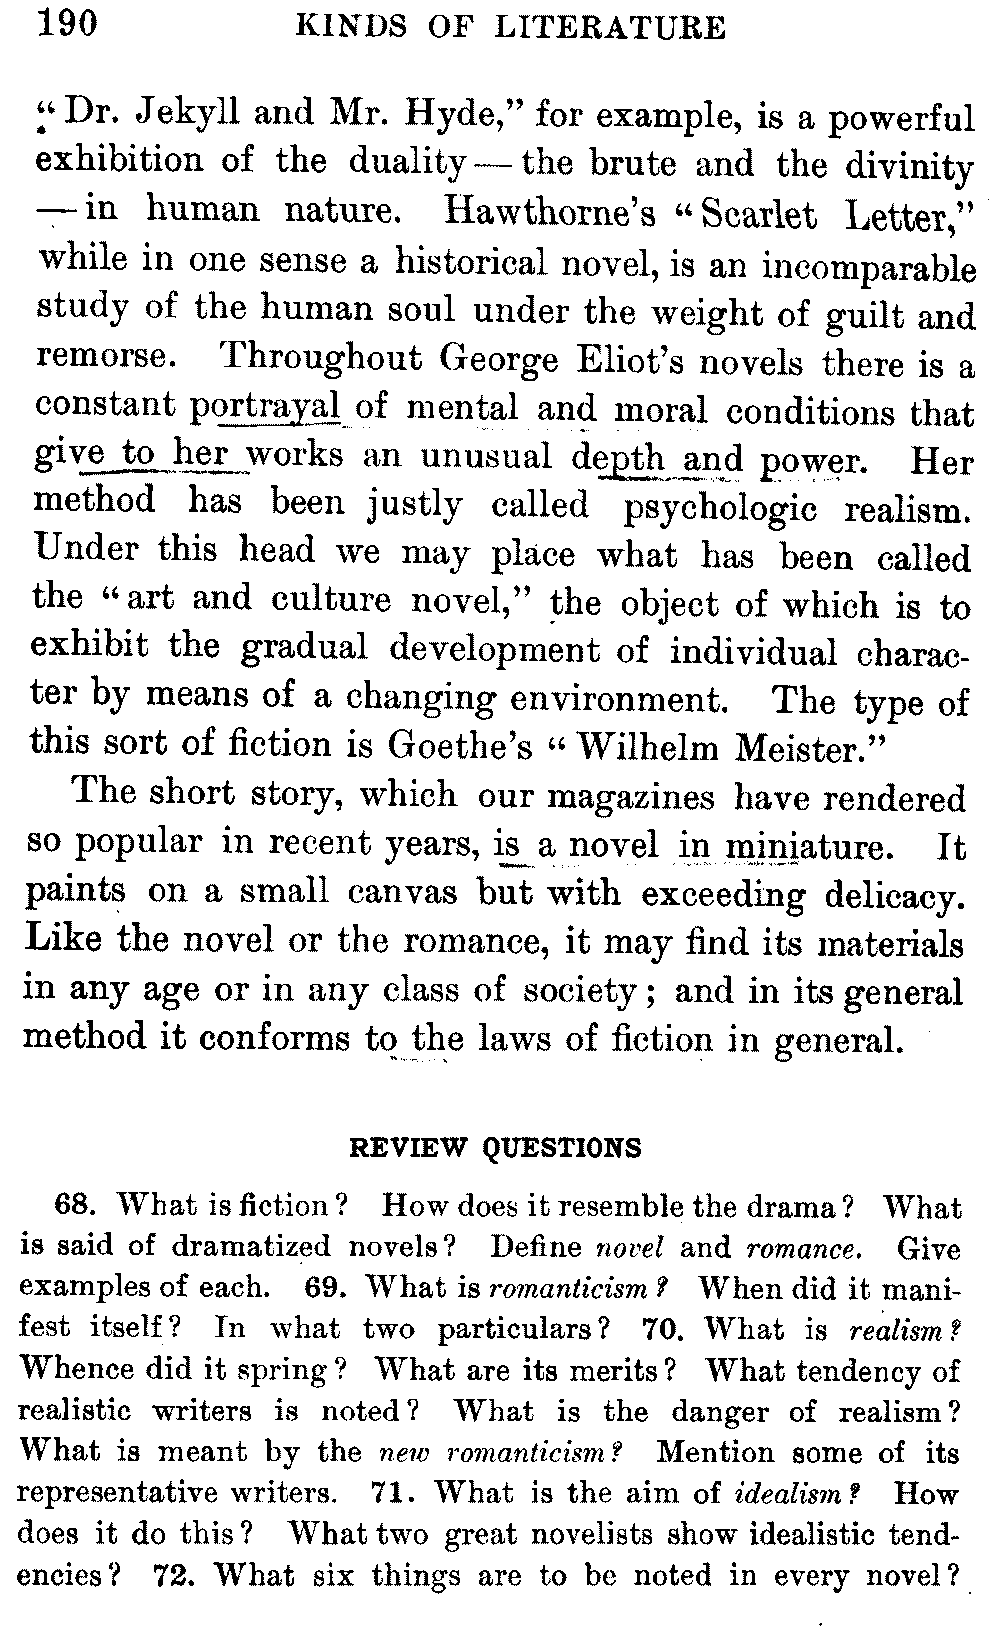 190 KINDS OF LITERATURE
“Dr. Jekyll and Mr. Hyde,” for example, is a powerful
exhibition of the duality — the brute and the divinity
— in human nature. Hawthorne’s “Scarlet Letter,”
while in one sense a historical novel, is an incomparable
study of the human soul under the weight of guilt and
remorse. Throughout George Eliot’s novels there is a
constant portrayal of mental and moral conditions that
give to her works an unusual depth and power. Her
method has been justly called psychologic realism.
Under this head we may place what has been called
the “art and culture novel,” the object of which is to
exhibit the gradual development of individual charac-
ter by means of a changing environment. The type of
this sort of fiction is Goethe’s “Wilhelm Meister.”
The short story, which our magazines have rendered
so popular in recent years, is a novel in miniature. It
paints on a small canvas but with exceeding delicacy.
Like the novel or the romance, it may find its materials
in any age or in any class of society; and in its general
method it conforms to the laws of fiction in general.
REVIEW QUESTIONS
68. What is fiction? How does it resemble the drama? What
is said of dramatized novels? Define novel and romance. Give
examples of each. 69. What is romanticism? When did it mani-
fest itself? In what two particulars? 70. What is realism?
Whence did it spring? What are its merits? What tendency of
realistic writers is noted? What is the danger of realism?
What is meant by the new romanticism? Mention some of its
representative writers. 71. What is the aim of idealism? How
does it do this? What two great novelists show idealistic tend-
encies? 72. What six things are to be noted in every novel?